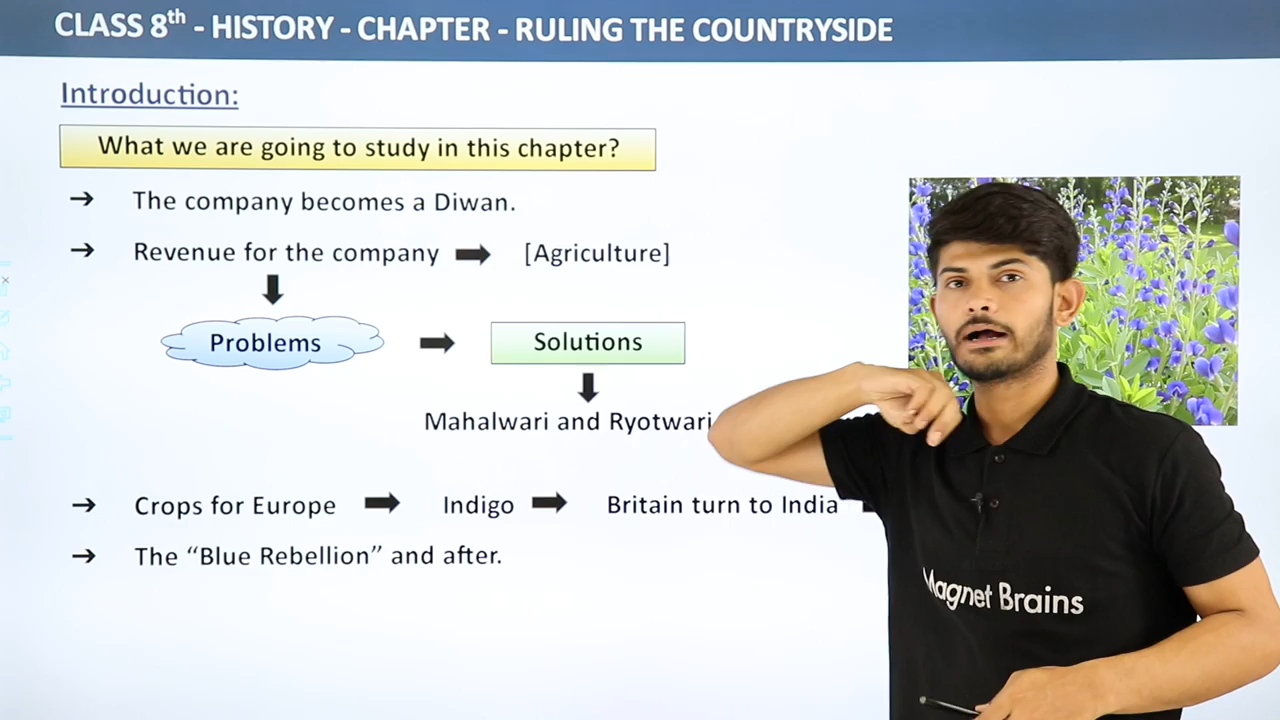 CLASS 8th - HISTORY - CHAPTER - RULING THE COUNTRYSIDE
Introduction:
What we are going to study in this chapter?
➔ The company becomes a Diwan.
➔ Revenue for the company ➡ [Agriculture]
Problems ➡ Solutions
Mahalwari and Ryotwari
➔ Crops for Europe ➡ Indigo ➡ Britain turn to India
➔ The “Blue Rebellion” and after.
Magnet Brains